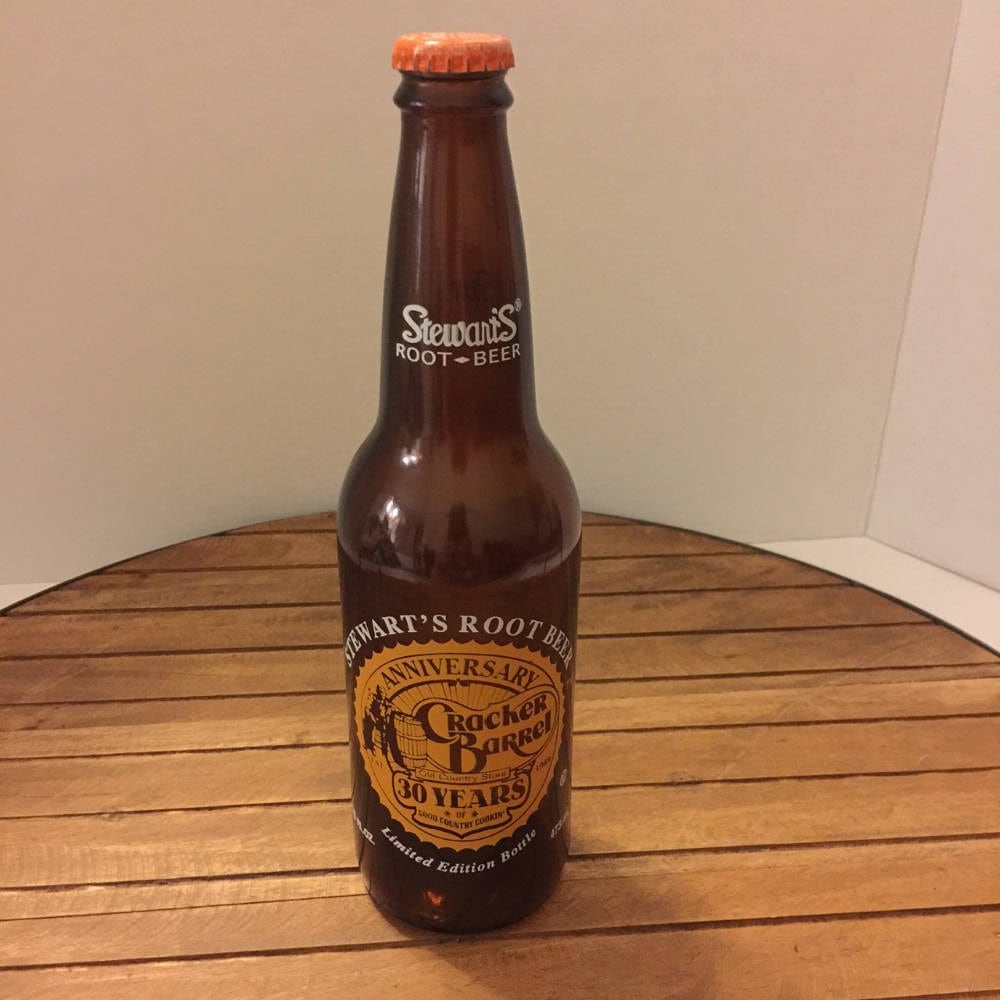 Stewart's®
ROOT BEER
STEWART'S ROOT BEER
ANNIVERSARY
Cracker
Barrel
Old Country Store
30 YEARS
OF
GOOD COUNTRY COOKIN'
Limited Edition Bottle